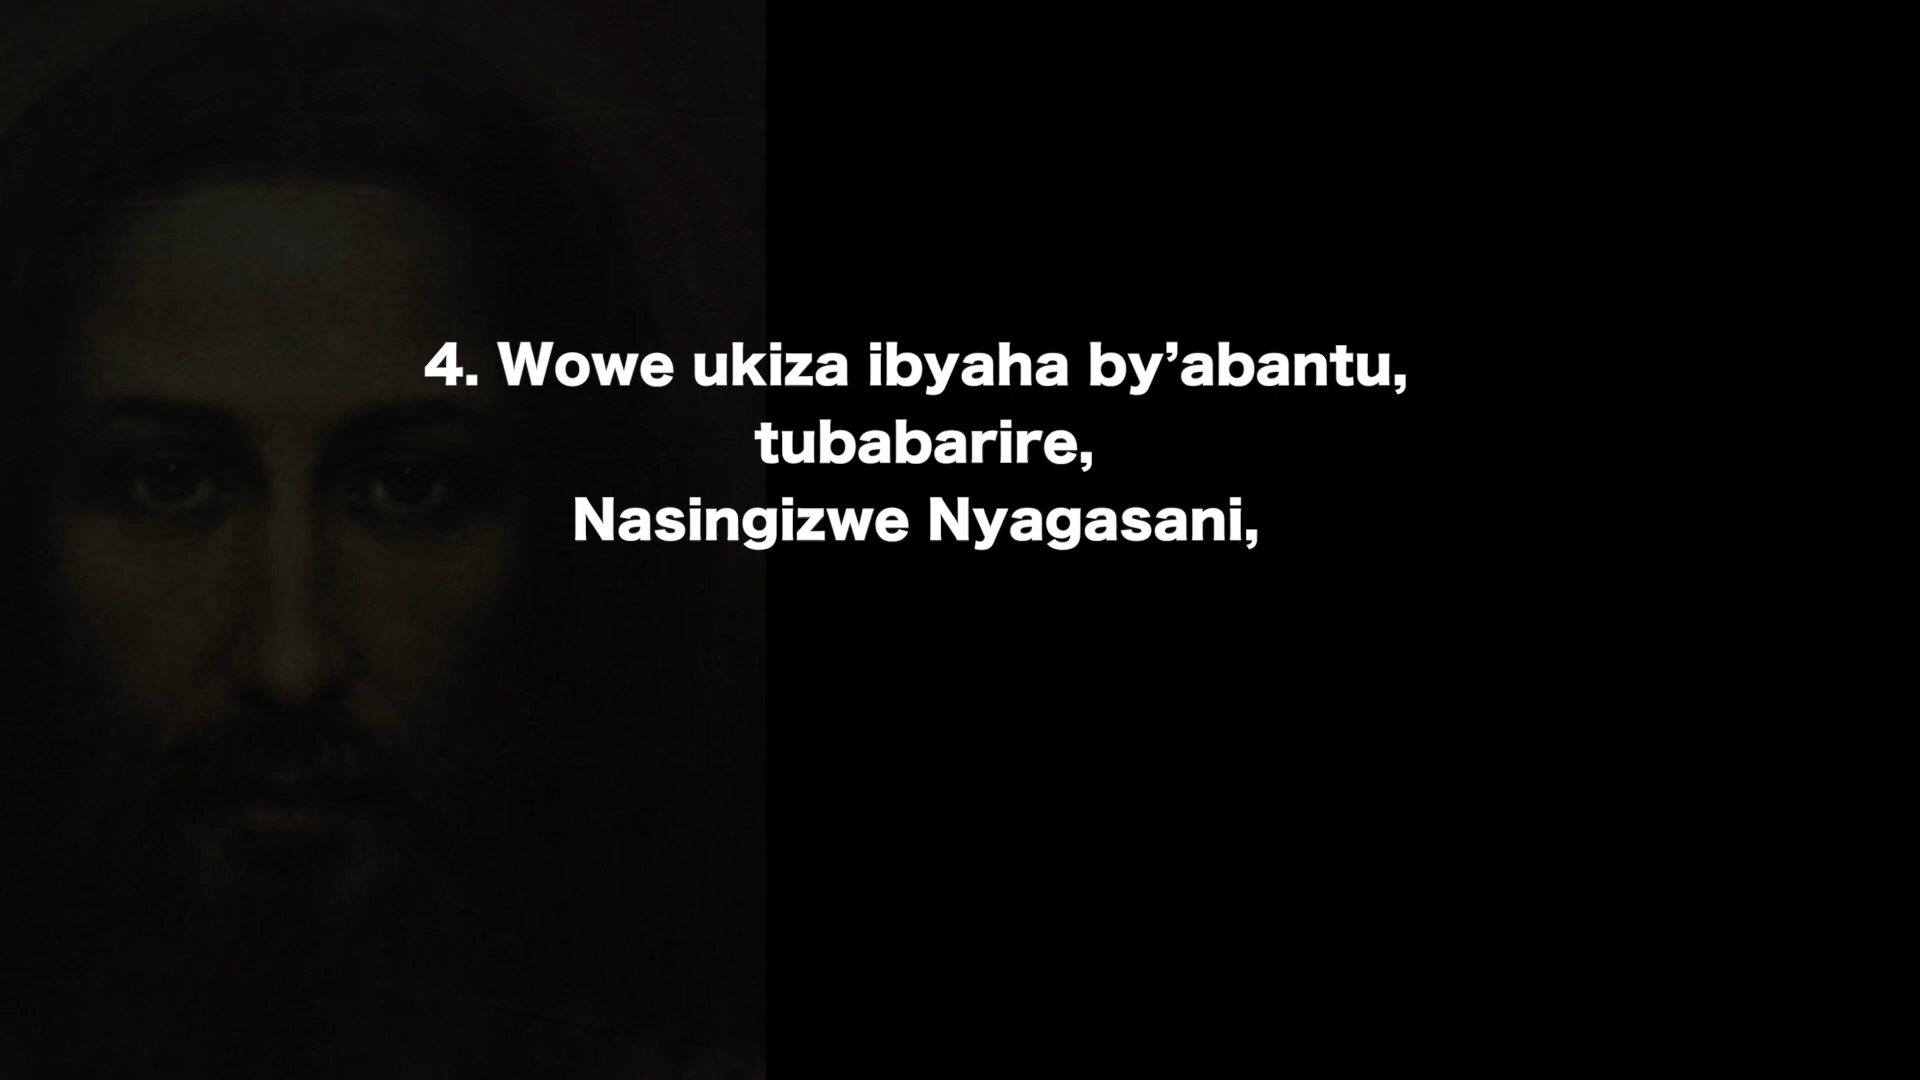 4. Wowe ukiza ibyaha by’abantu,
tubabarire,
Nasingizwe Nyagasani,